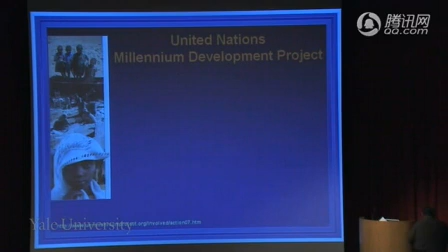 United Nations
Millennium Development Project
腾讯网
QQ.com
Yale University